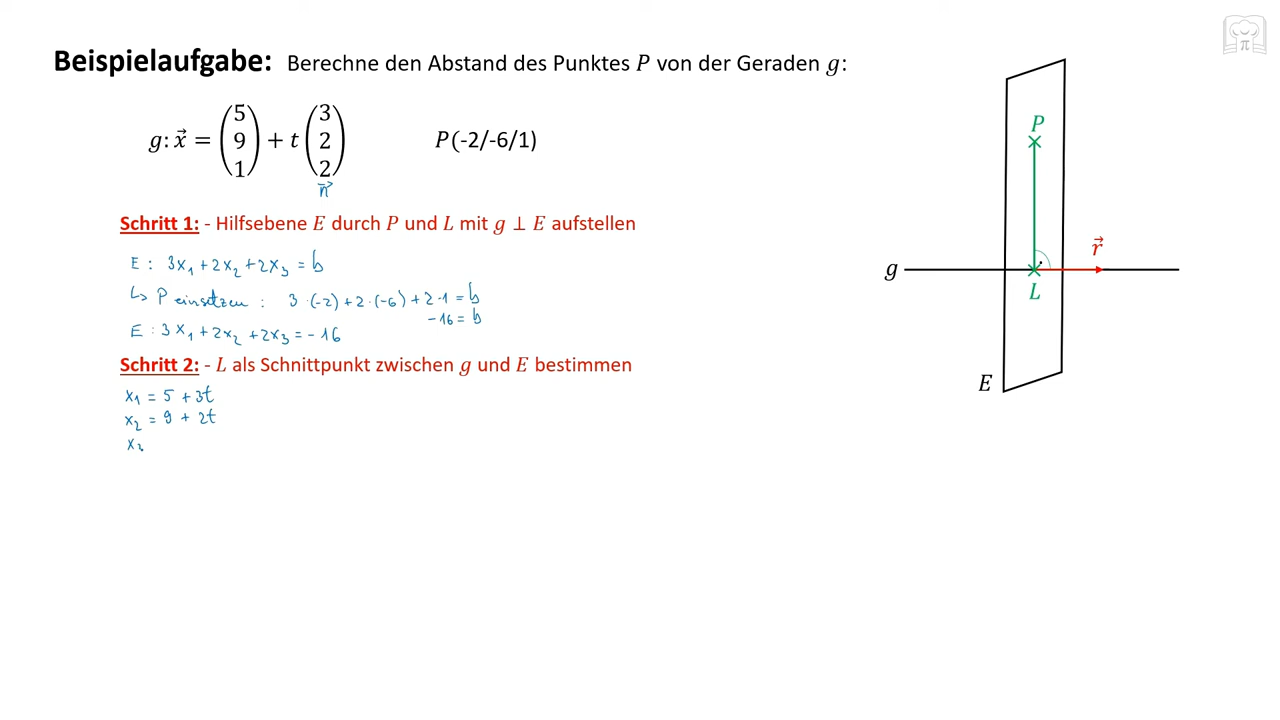 Beispielaufgabe: Berechne den Abstand des Punktes P von der Geraden g:
g: x⃗ = (5 9 1) + t (3 2 2) P(-2/-6/1)
n⃗
Schritt 1: - Hilfsebene E durch P und L mit g ⊥ E aufstellen
E : 3x₁ + 2x₂ + 2x₃ = b
↳ P einsetzen : 3 · (-2) + 2 · (-6) + 2 · 1 = b
-16 = b
E : 3x₁ + 2x₂ + 2x₃ = -16
Schritt 2: - L als Schnittpunkt zwischen g und E bestimmen
x₁ = 5 + 3t
x₂ = 9 + 2t
x₃
P
r⃗
g
L
E
π